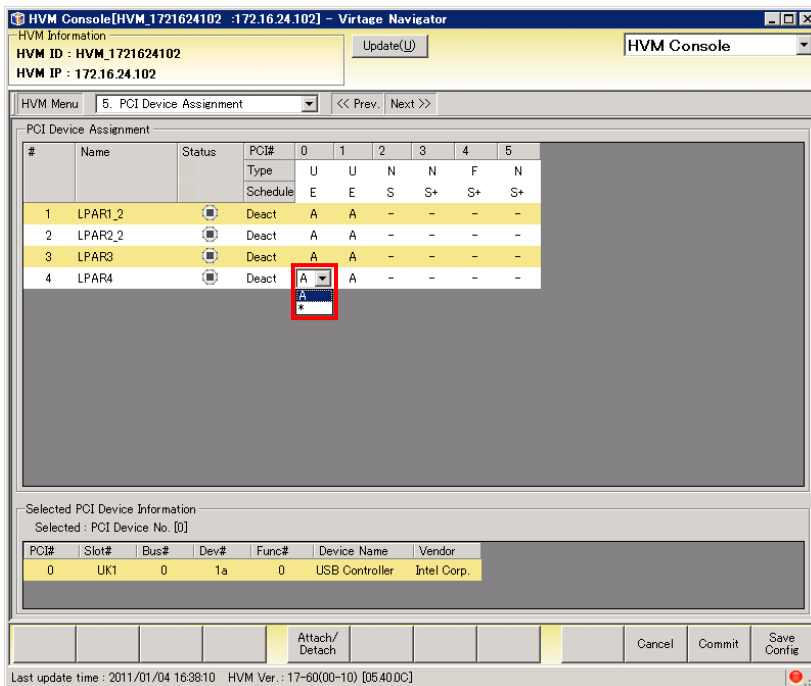 HVM Console[HVM_1721624102 :172.16.24.102] - Virtage Navigator
HVM Information
HVM ID : HVM_1721624102
HVM IP : 172.16.24.102
Update(U)
HVM Console
HVM Menu 5. PCI Device Assignment << Prev. Next >>
PCI Device Assignment
# Name Status PCI# 0 1 2 3 4 5
Type U U N N F N
Schedule E E S S+ S+ S+
1 LPAR1_2 Deact A A - - - -
2 LPAR2_2 Deact A A - - - -
3 LPAR3 Deact A A - - - -
4 LPAR4 Deact A A - - - -
A
*
Selected PCI Device Information
Selected : PCI Device No. [0]
PCI# Slot# Bus# Dev# Func# Device Name Vendor
0 UK1 0 1a 0 USB Controller Intel Corp.
Attach/
Detach
Cancel
Commit
Save
Config
Last update time : 2011/01/04 16:38:10 HVM Ver. : 17-60(00-10) [05.40.0C]